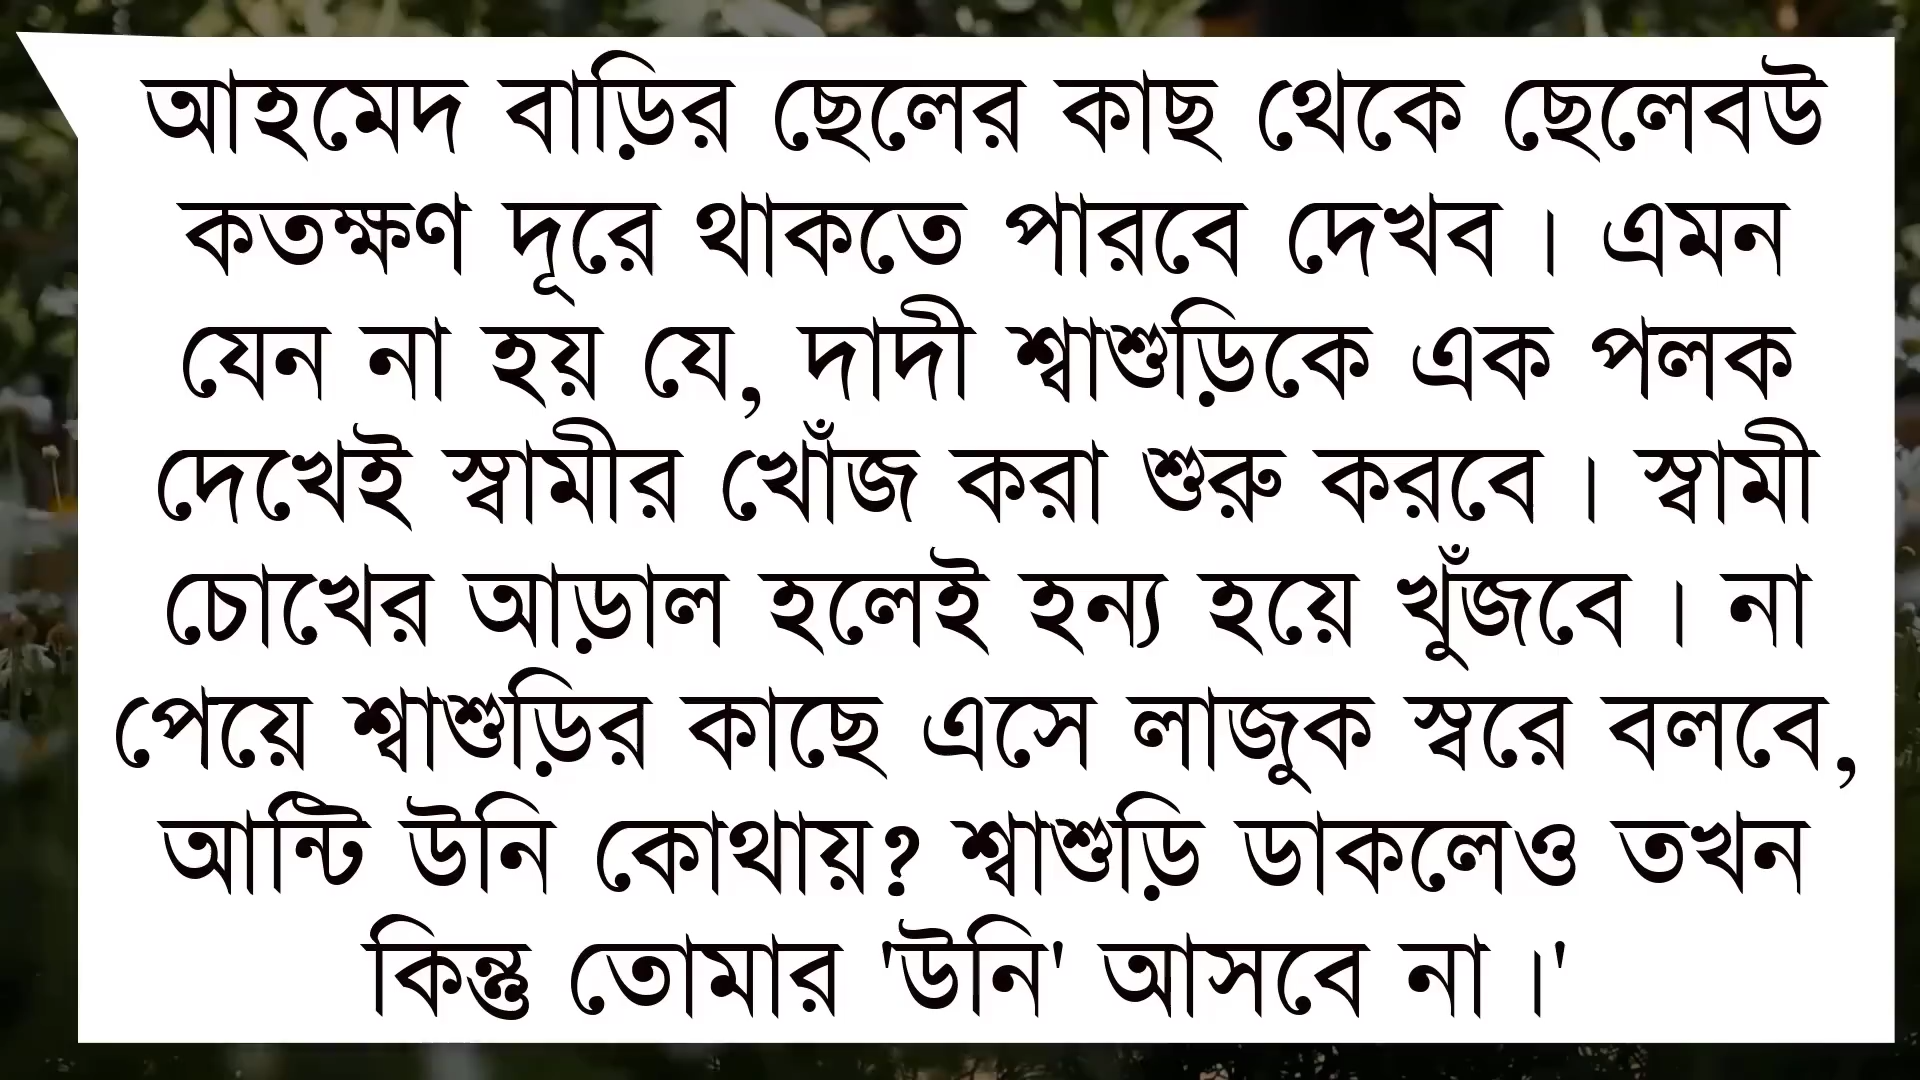 আহমেদ বাড়ির ছেলের কাছ থেকে ছেলেবউ
কতক্ষণ দূরে থাকতে পারবে দেখব । এমন
যেন না হয় যে, দাদী শ্বাশুড়িকে এক পলক
দেখেই স্বামীর খোঁজ করা শুরু করবে । স্বামী
চোখের আড়াল হলেই হন্য হয়ে খুঁজবে । না
পেয়ে শ্বাশুড়ির কাছে এসে লাজুক স্বরে বলবে,
আন্টি উনি কোথায়? শ্বাশুড়ি ডাকলেও তখন
কিন্তু তোমার 'উনি' আসবে না ।'